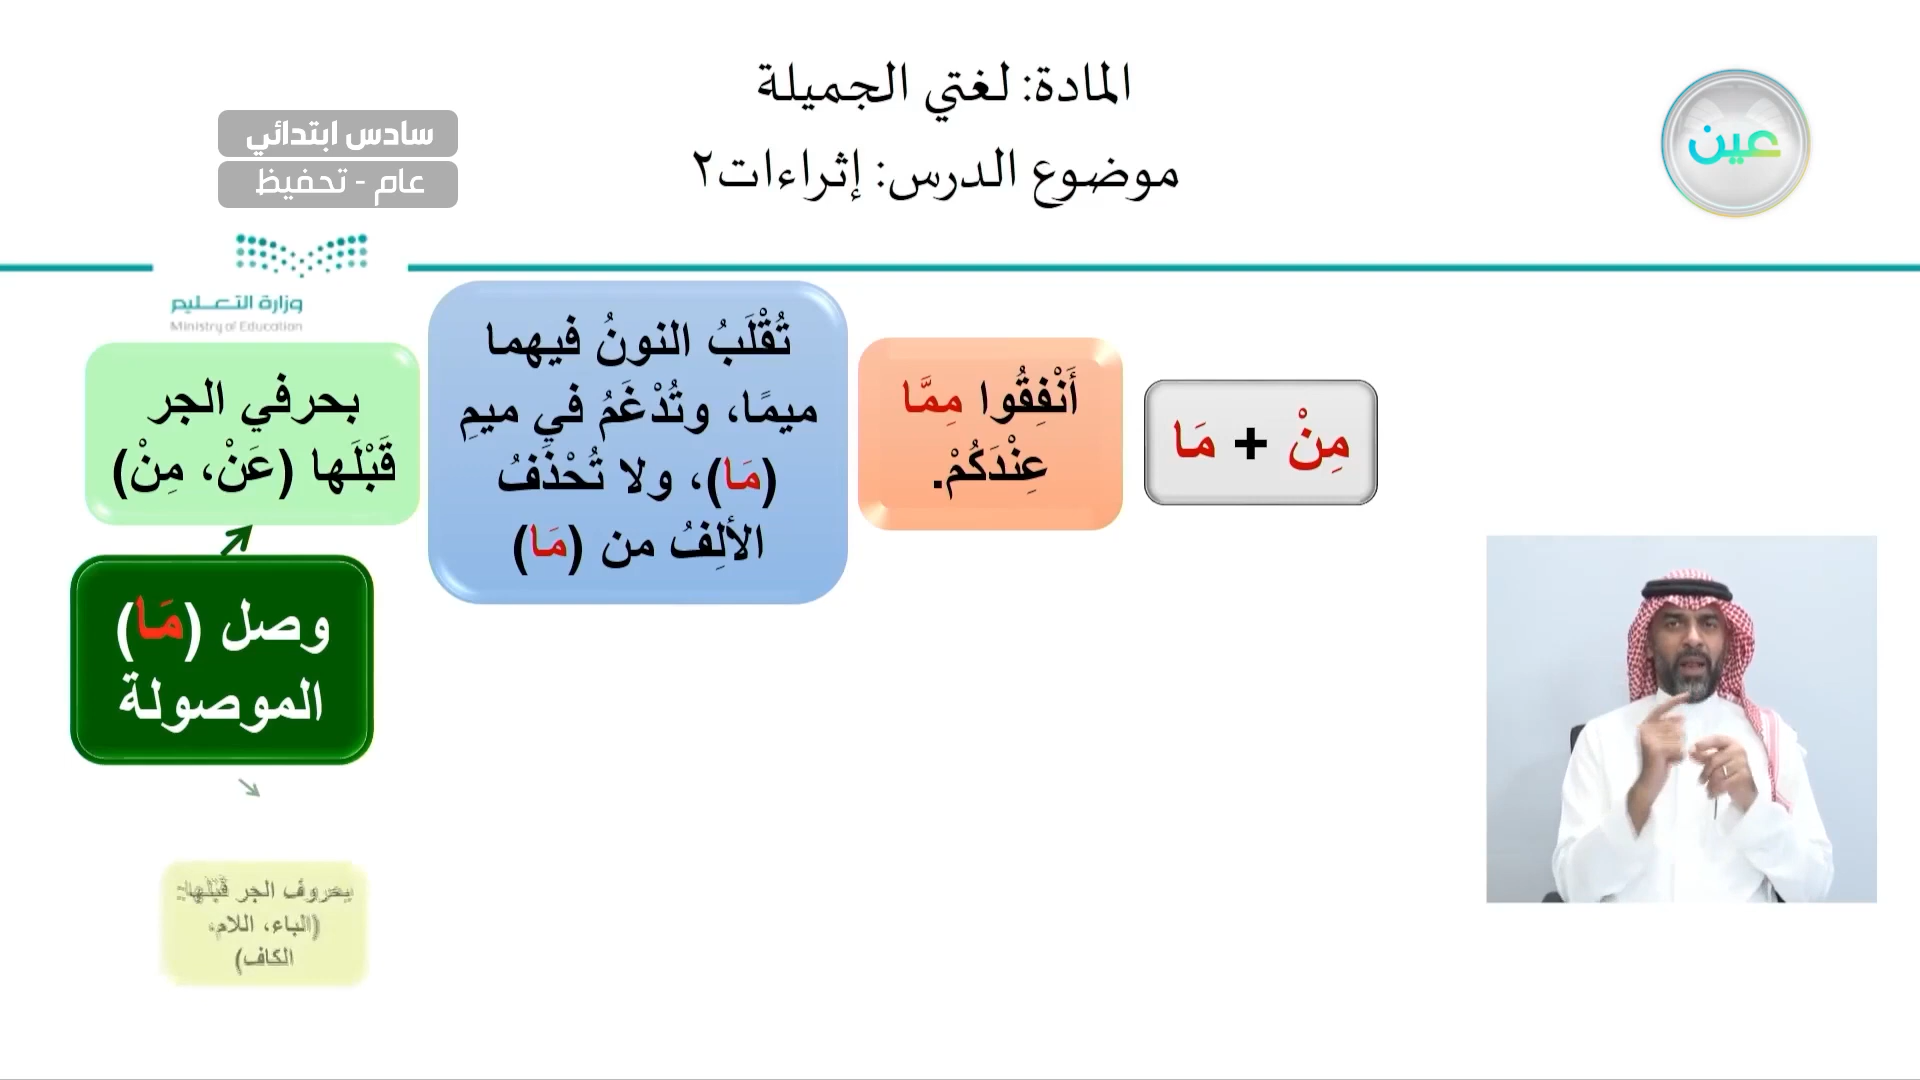 المادة: لغتي الجميلة
موضوع الدرس: إثراءات٢
عين
سادس ابتدائي
عام - تحفيظ
وزارة التعليم
Ministry of Education
مِنْ + مَا
أَنْفِقُوا مِمَّا
عِنْدَكُمْ.
تُقْلَبُ النونُ فيهما
ميمًا، وتُدْغَمُ في ميمِ
(مَا)، ولا تُحْذَفُ
الألِفُ من (مَا)
بحرفي الجر
قَبْلَها (عَنْ، مِنْ)
وصل (مَا)
الموصولة
بحروف الجر قَبْلها:
(الباء، اللام،
الكاف)